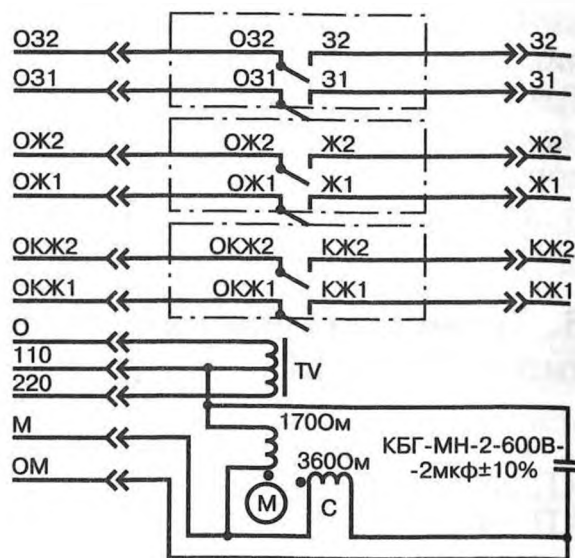 ОЗ2 ОЗ2 З2 З2
ОЗ1 ОЗ1 З1 З1
ОЖ2 ОЖ2 Ж2 Ж2
ОЖ1 ОЖ1 Ж1 Ж1
ОКЖ2 ОКЖ2 КЖ2 КЖ2
ОКЖ1 ОКЖ1 КЖ1 КЖ1
О
110
TV
220
М
170Ом
КБГ-МН-2-600В-
-2мкф±10%
360Ом
ОМ
М
С